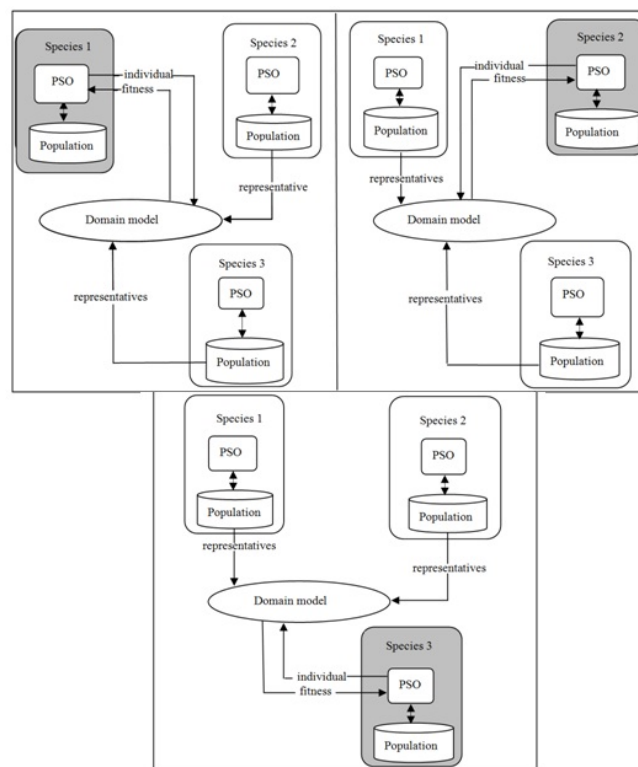 Species 1
PSO
Population
individual
fitness
Species 2
PSO
Population
representative
Domain model
Species 3
representatives
PSO
Population
Species 1
PSO
Population
representatives
Species 2
individual
PSO
fitness
Population
Domain model
Species 3
representatives
PSO
Population
Species 1
PSO
Population
representatives
Species 2
PSO
Population
representatives
Domain model
Species 3
individual
PSO
fitness
Population